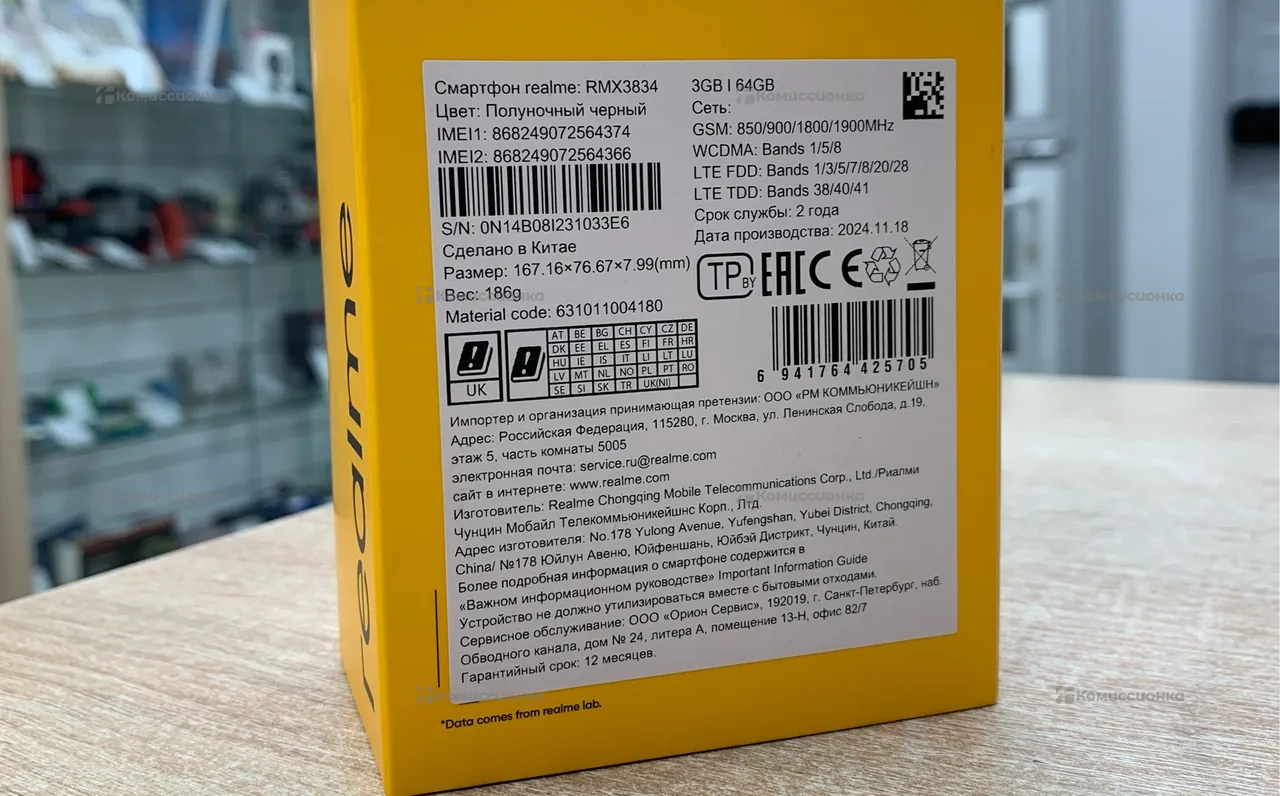 realme
Смартфон realme: RMX3834
Цвет: Полуночный черный
IMEI1: 868249072564374
IMEI2: 868249072564366
S/N: 0N14B08I231033E6
Сделано в Китае
Размер: 167.16×76.67×7.99(mm)
Вес: 186g
Material code: 631011004180
3GB | 64GB
Сеть:
GSM: 850/900/1800/1900MHz
WCDMA: Bands 1/5/8
LTE FDD: Bands 1/3/5/7/8/20/28
LTE TDD: Bands 38/40/41
Срок службы: 2 года
Дата производства: 2024.11.18
TP BY EAC CE
UK
AT BE BG CH CY CZ DE
DK EE EL ES FI FR HR
HU IE IS IT LI LT LU
LV MT NL NO PL PT RO
SE SI SK TR UK(NI)
6 941764 425705
Импортер и организация принимающая претензии: ООО «РМ КОММЬЮНИКЕЙШН»
Адрес: Российская Федерация, 115280, г. Москва, ул. Ленинская Слобода, д.19,
этаж 5, часть комнаты 5005
электронная почта: service.ru@realme.com
сайт в интернете: www.realme.com
Изготовитель: Realme Chongqing Mobile Telecommunications Corp., Ltd./Риалми
Чунцин Мобайл Телекоммьюникейшнс Корп., Лтд.
Адрес изготовителя: No.178 Yulong Avenue, Yufengshan, Yubei District, Chongqing,
China/ №178 Юйлун Авеню, Юйфеншань, Юйбэй Дистрикт, Чунцин, Китай.
Более подробная информация о смартфоне содержится в
«Важном информационном руководстве» Important Information Guide
Устройство не должно утилизироваться вместе с бытовыми отходами.
Сервисное обслуживание: ООО «Орион Сервис», 192019, г. Санкт-Петербург, наб.
Обводного канала, дом № 24, литера А, помещение 13-Н, офис 82/7
Гарантийный срок: 12 месяцев.
*Data comes from realme lab.
Комиссионка
Комиссионка
Комиссионка
Комиссионка
Комиссионка
Комиссионка
Комиссионка